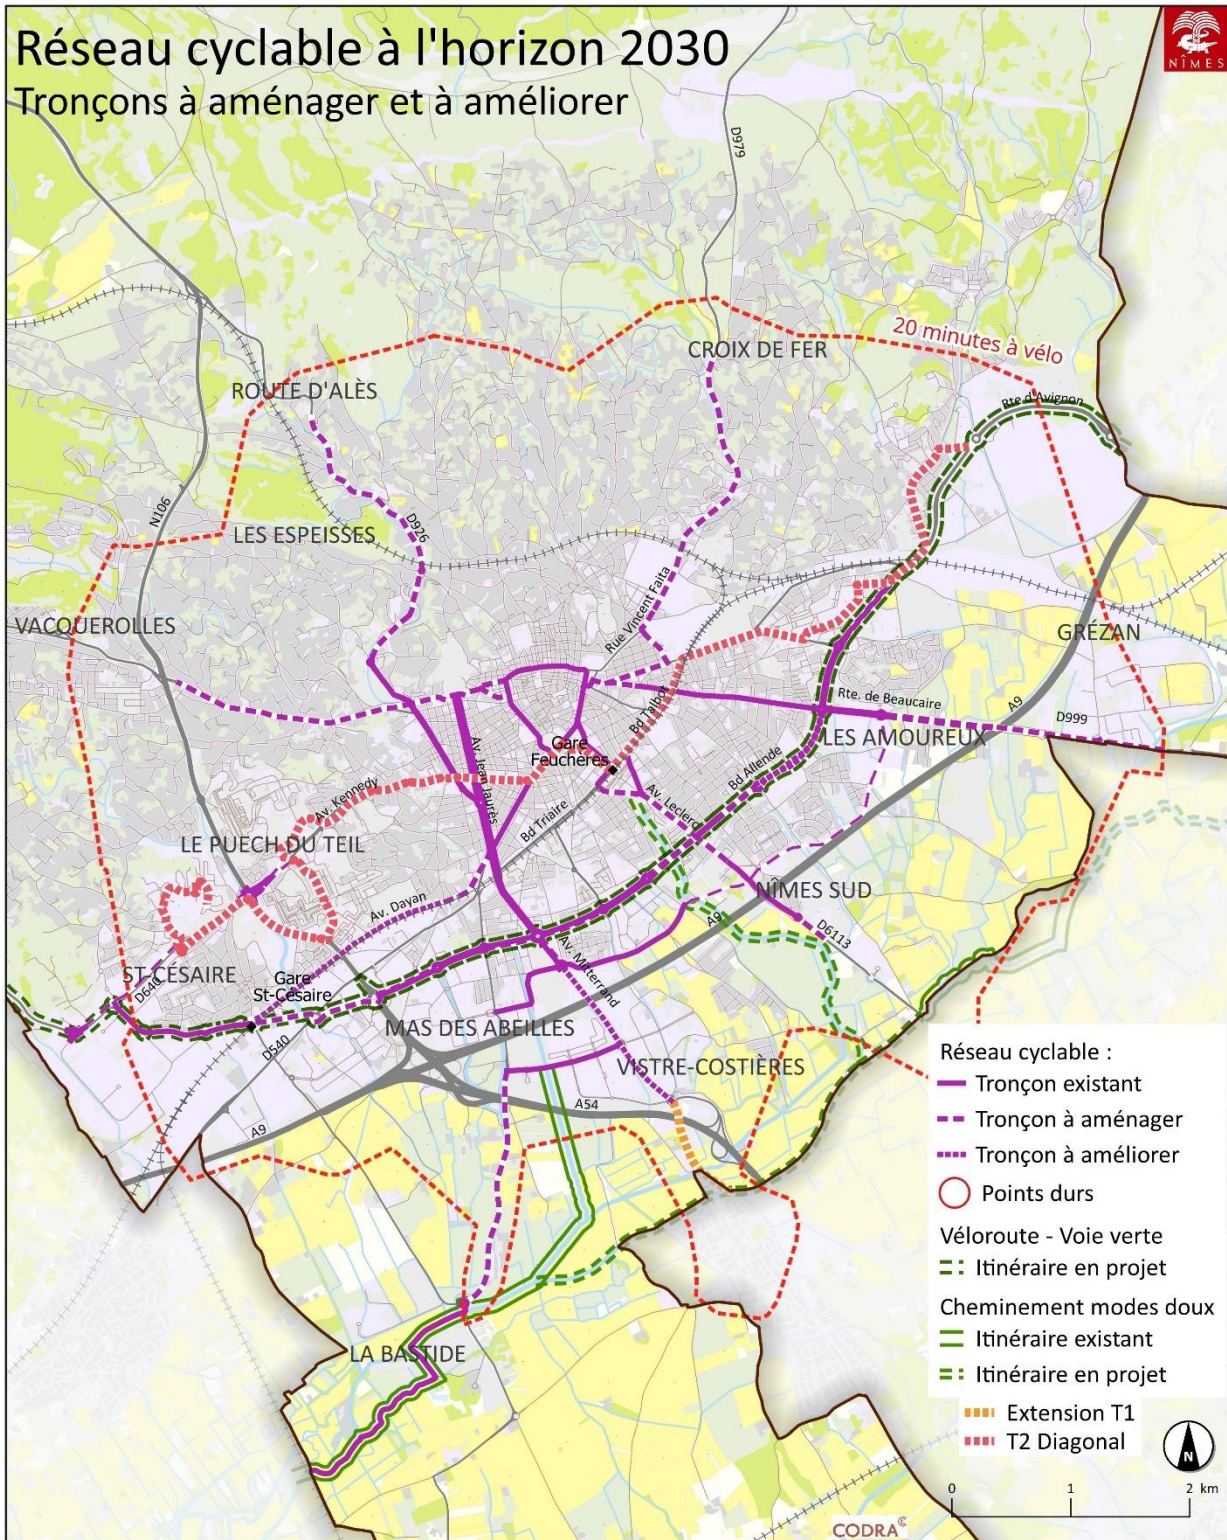 Réseau cyclable à l'horizon 2030
Tronçons à aménager et à améliorer
NÎMES
D979
20 minutes à vélo
CROIX DE FER
ROUTE D'ALÈS
Rte d'Avignon
N106
D926
LES ESPEISSES
Rue Vincent Faita
VACQUEROLLES
GRÉZAN
Rte. de Beaucaire
A9
D999
Bd Talbot
Av. Jean Jaurès
Gare
Feuchères
LES AMOUREUX
Bd Allende
Av. Kennedy
Av. Leclerc
Bd Triaire
LE PUECH DU TEIL
Av. Dayan
NÎMES SUD
A9
D6113
Av. Mitterrand
ST-CÉSAIRE
D640
Gare
St-Césaire
MAS DES ABEILLES
D540
VISTRE-COSTIÈRES
A54
A9
LA BASTIDE
Réseau cyclable :
Tronçon existant
Tronçon à aménager
Tronçon à améliorer
Points durs
Véloroute - Voie verte
Itinéraire en projet
Cheminement modes doux
Itinéraire existant
Itinéraire en projet
Extension T1
T2 Diagonal
N
0 1 2 km
CODRA